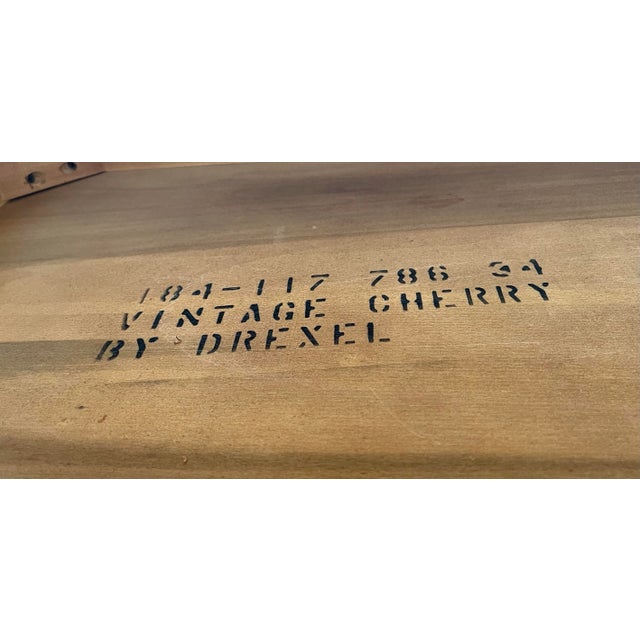 184-117 786 34
VINTAGE CHERRY
BY DREXEL